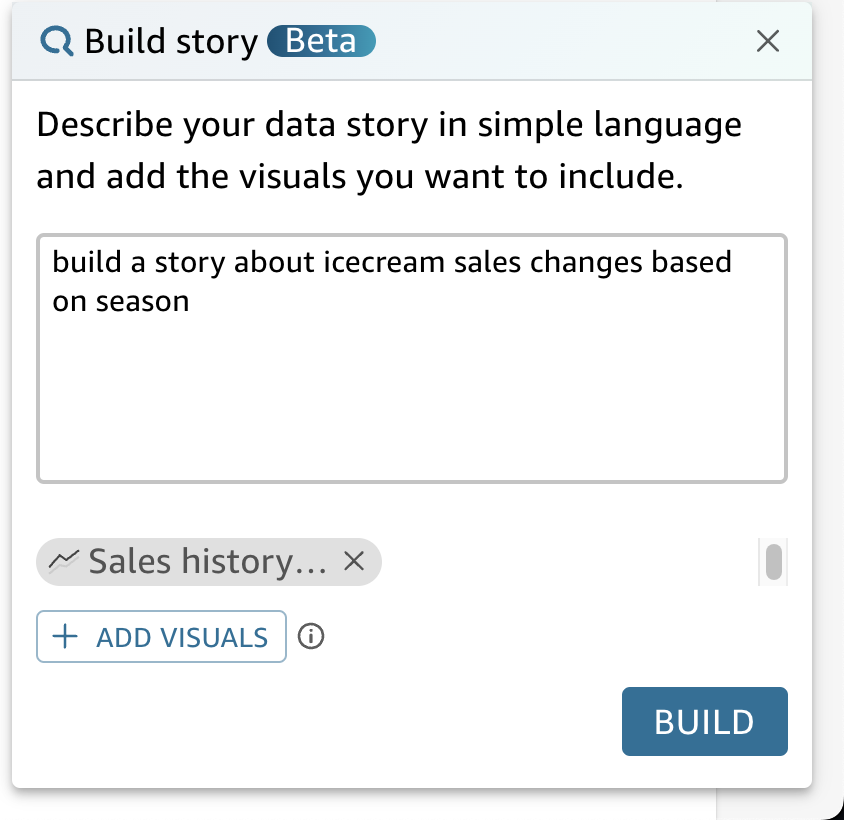 Build story Beta
Describe your data story in simple language
and add the visuals you want to include.
build a story about icecream sales changes based
on season
Sales history...
ADD VISUALS
BUILD